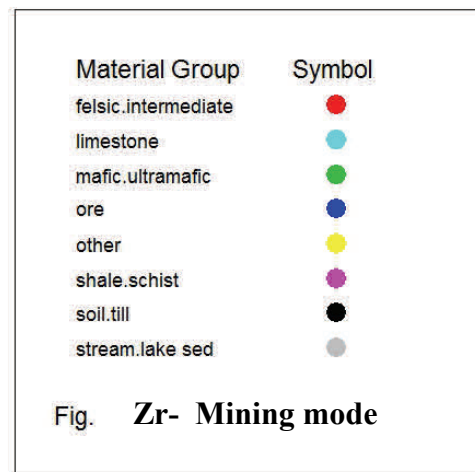 Material Group Symbol
felsic.intermediate
limestone
mafic.ultramafic
ore
other
shale.schist
soil.till
stream.lake sed
Fig. Zr- Mining mode